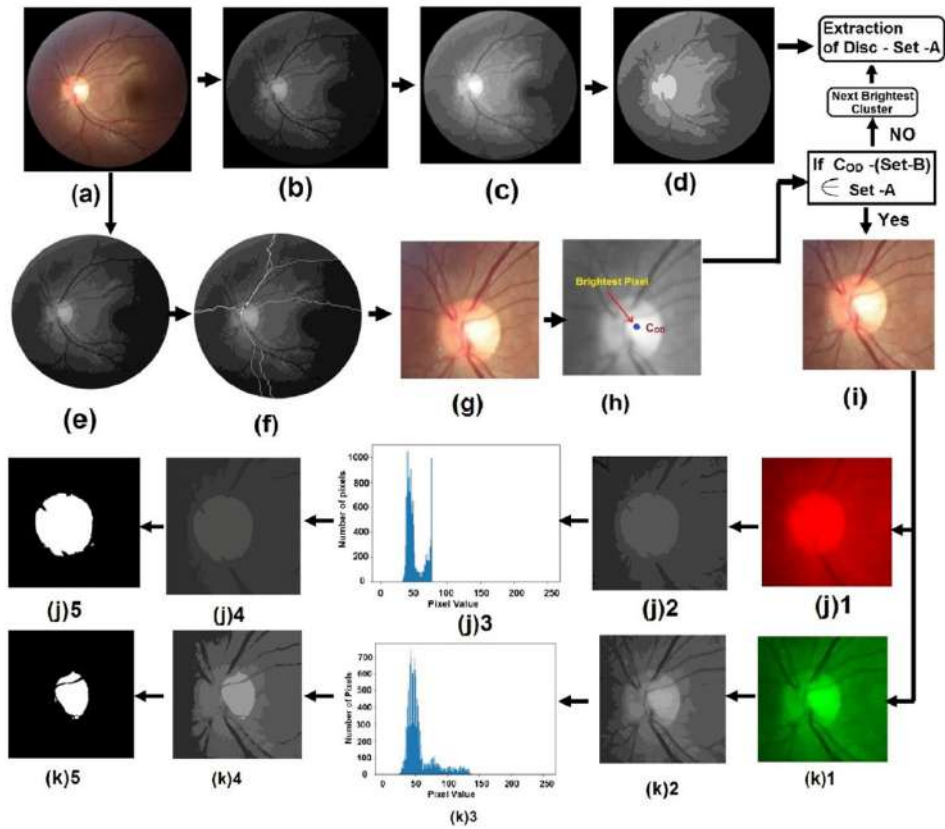 Extraction
of Disc - Set -A
Next Brightest
Cluster
NO
If C_OD -(Set-B)
∈ Set -A
Yes
(a)
(b)
(c)
(d)
Brightest Pixel
C_OD
(e)
(f)
(g)
(h)
(i)
Number of pixels
1000
800
600
400
200
0
0 50 100 150 200 250
Pixel Value
(j)5
(j)4
(j)3
(j)2
(j)1
Number of Pixels
700
600
500
400
300
200
100
0
0 50 100 150 200 250
Pixel Value
(k)5
(k)4
(k)3
(k)2
(k)1